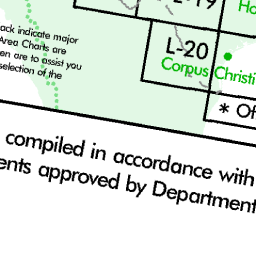 L-19
Ho
ack indicate major
Area Charts are
en are to assist you
selection of the
L-20
Corpus Christi
* Of
compiled in accordance with
ents approved by Department